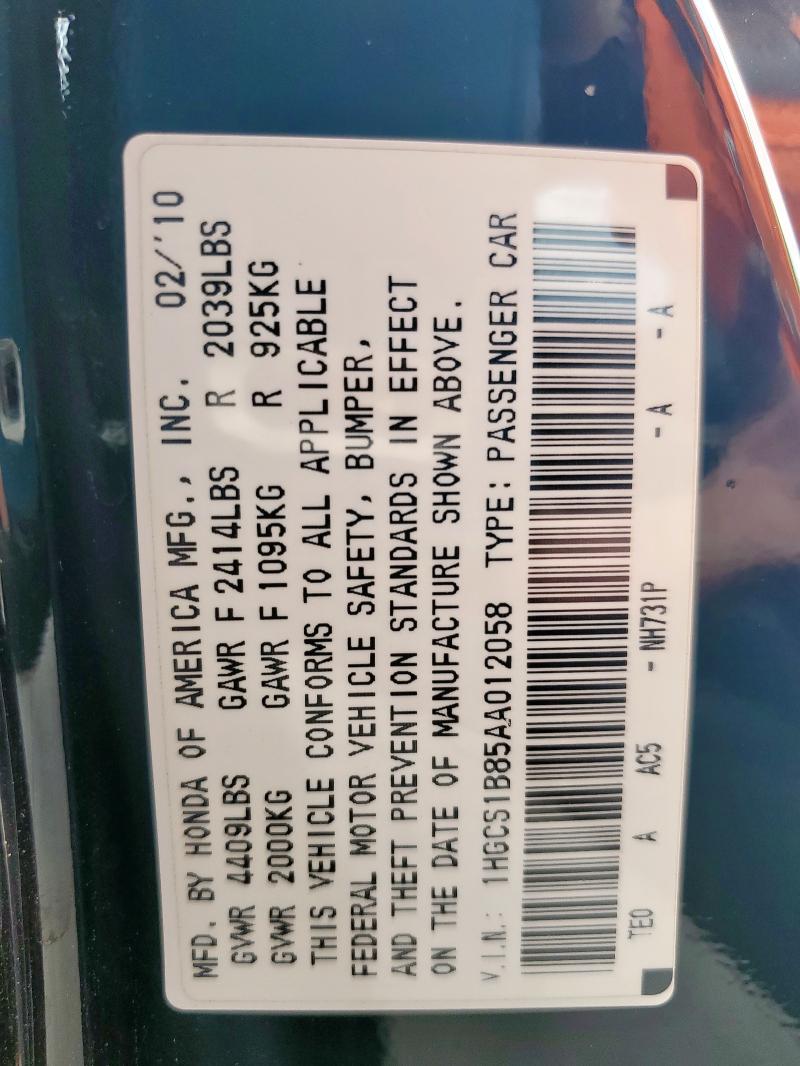 MFD. BY HONDA OF AMERICA MFG., INC. 02/'10
GVWR 4409LBS GAWR F 2414LBS R 2039LBS
GVWR 2000KG GAWR F 1095KG R 925KG
THIS VEHICLE CONFORMS TO ALL APPLICABLE
FEDERAL MOTOR VEHICLE SAFETY, BUMPER,
AND THEFT PREVENTION STANDARDS IN EFFECT
ON THE DATE OF MANUFACTURE SHOWN ABOVE.
V.I.N.: 1HGCS1B85AA012058 TYPE: PASSENGER CAR
TE0 A AC5 - NH731P - A - A